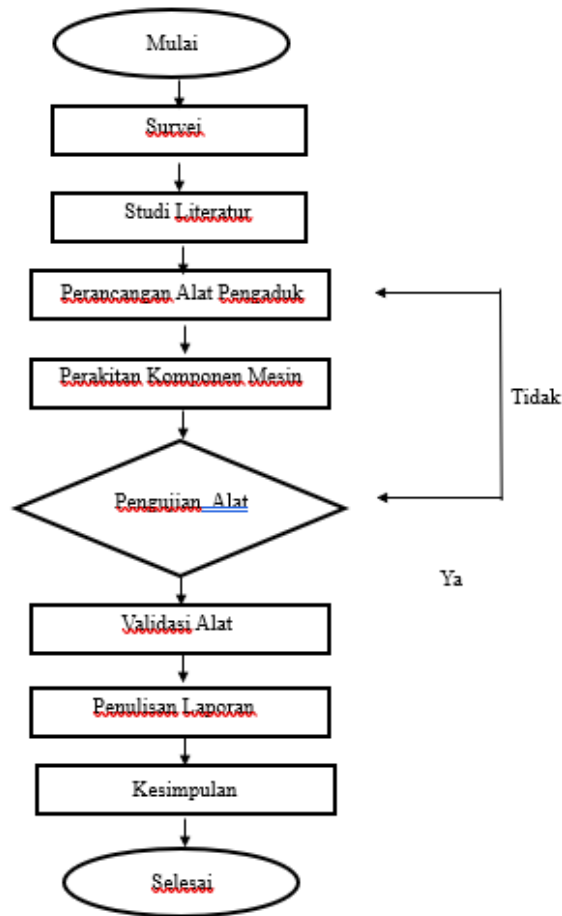 Mulai
Survei
Studi Literatur
Perancangan Alat Pengaduk
Perakitan Komponen Mesin
Tidak
Pengujian Alat
Ya
Validasi Alat
Penulisan Laporan
Kesimpulan
Selesai